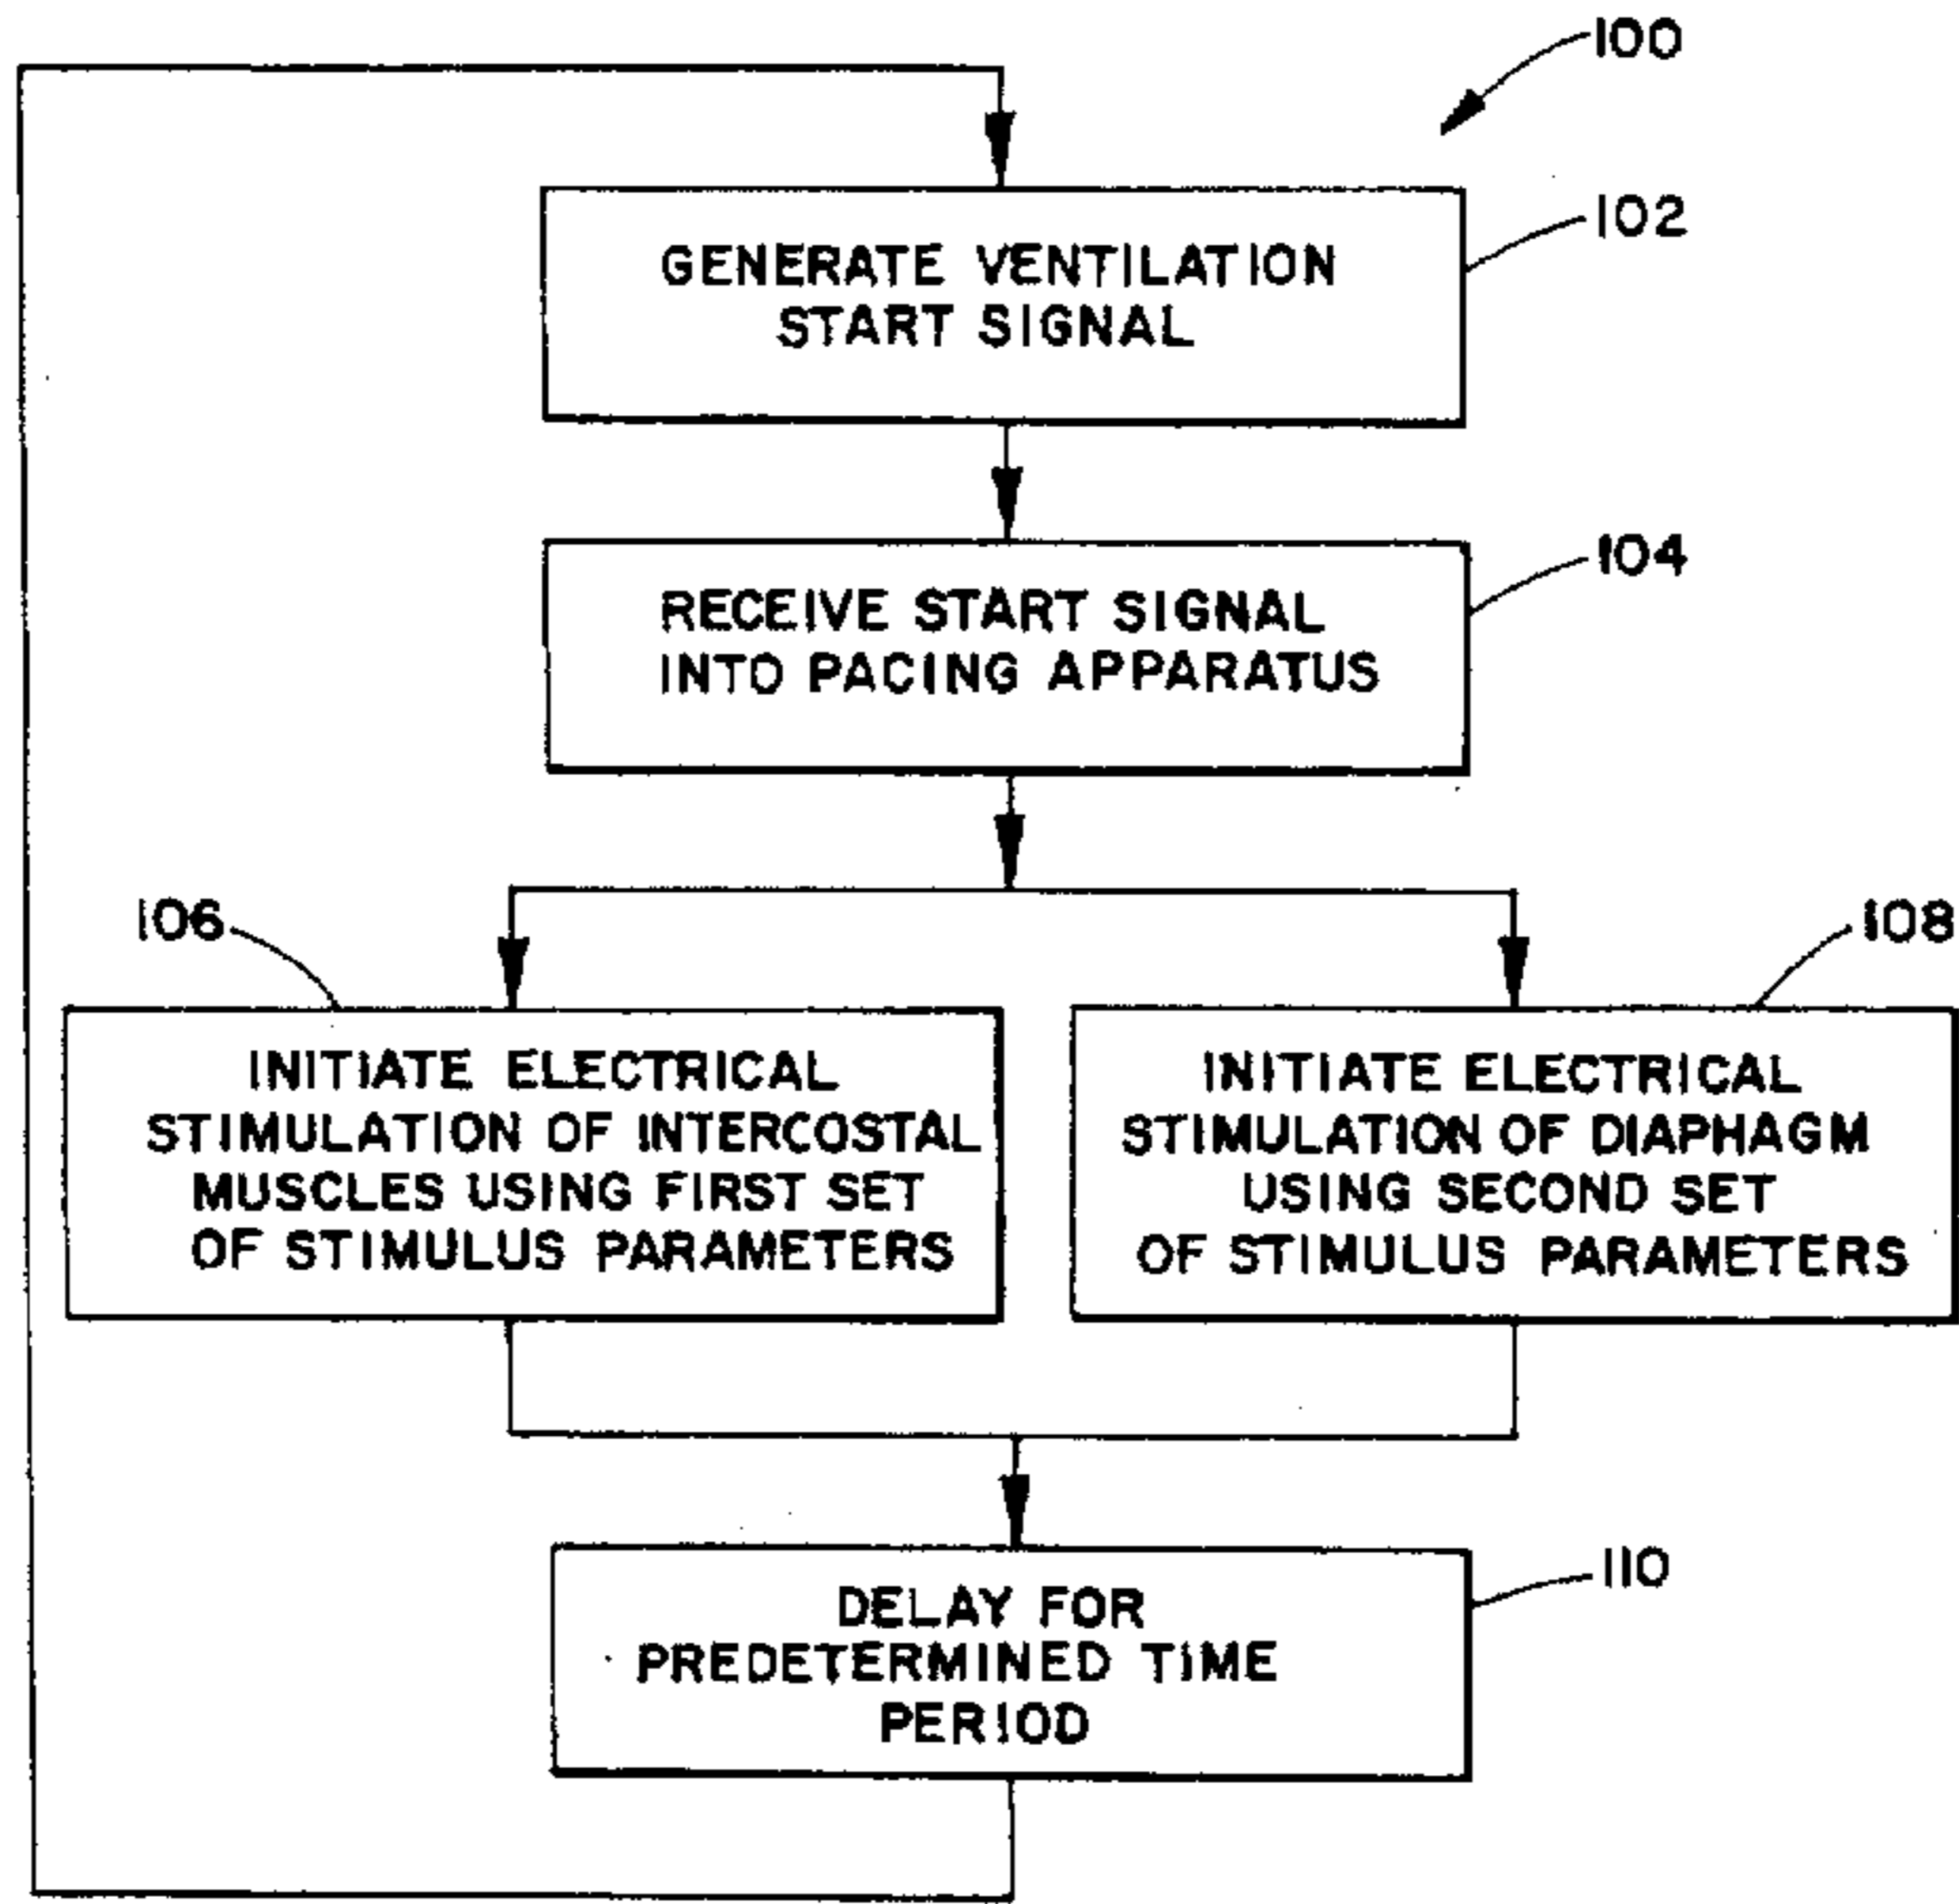 100
102
GENERATE VENTILATION
START SIGNAL
104
RECEIVE START SIGNAL
INTO PACING APPARATUS
106
108
INITIATE ELECTRICAL
STIMULATION OF INTERCOSTAL
MUSCLES USING FIRST SET
OF STIMULUS PARAMETERS
INITIATE ELECTRICAL
STIMULATION OF DIAPHAGM
USING SECOND SET
OF STIMULUS PARAMETERS
110
DELAY FOR
PREDETERMINED TIME
PERIOD